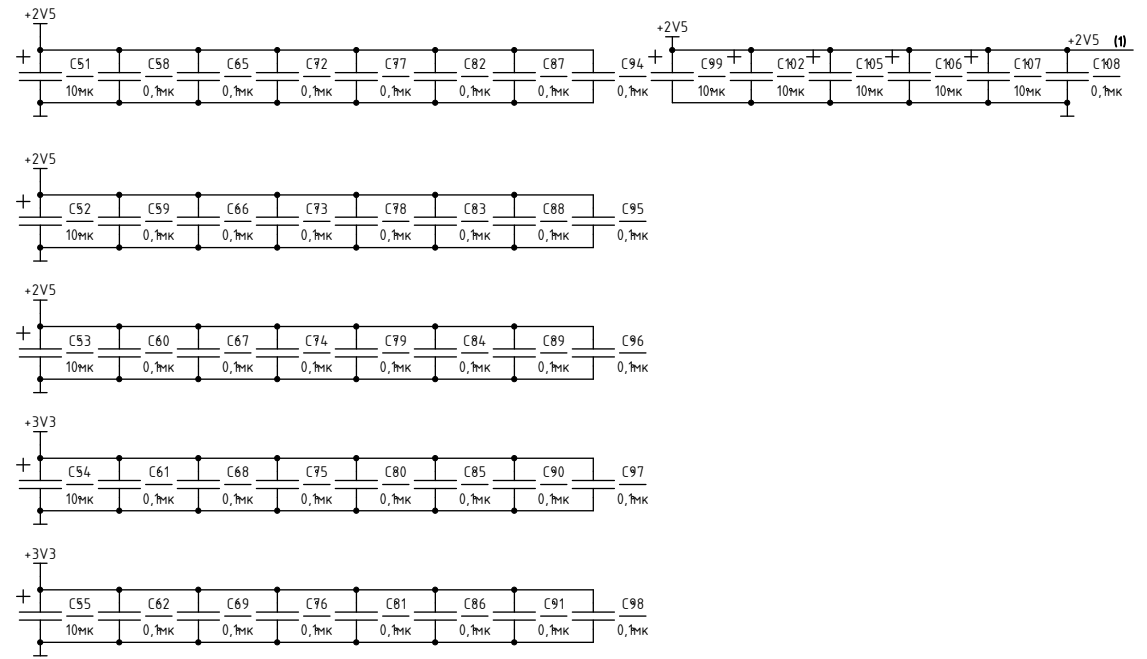 +2V5
+2V5
+2V5 (1)
+ C51 C58 C65 C72 C77 C82 C87 C94 + C99 + C102 + C105 + C106 + C107 C108
10мк 0,1мк 0,1мк 0,1мк 0,1мк 0,1мк 0,1мк 0,1мк 10мк 10мк 10мк 10мк 10мк 0,1мк
+2V5
+ C52 C59 C66 C73 C78 C83 C88 C95
10мк 0,1мк 0,1мк 0,1мк 0,1мк 0,1мк 0,1мк 0,1мк
+2V5
+ C53 C60 C67 C74 C79 C84 C89 C96
10мк 0,1мк 0,1мк 0,1мк 0,1мк 0,1мк 0,1мк 0,1мк
+3V3
+ C54 C61 C68 C75 C80 C85 C90 C97
10мк 0,1мк 0,1мк 0,1мк 0,1мк 0,1мк 0,1мк 0,1мк
+3V3
+ C55 C62 C69 C76 C81 C86 C91 C98
10мк 0,1мк 0,1мк 0,1мк 0,1мк 0,1мк 0,1мк 0,1мк